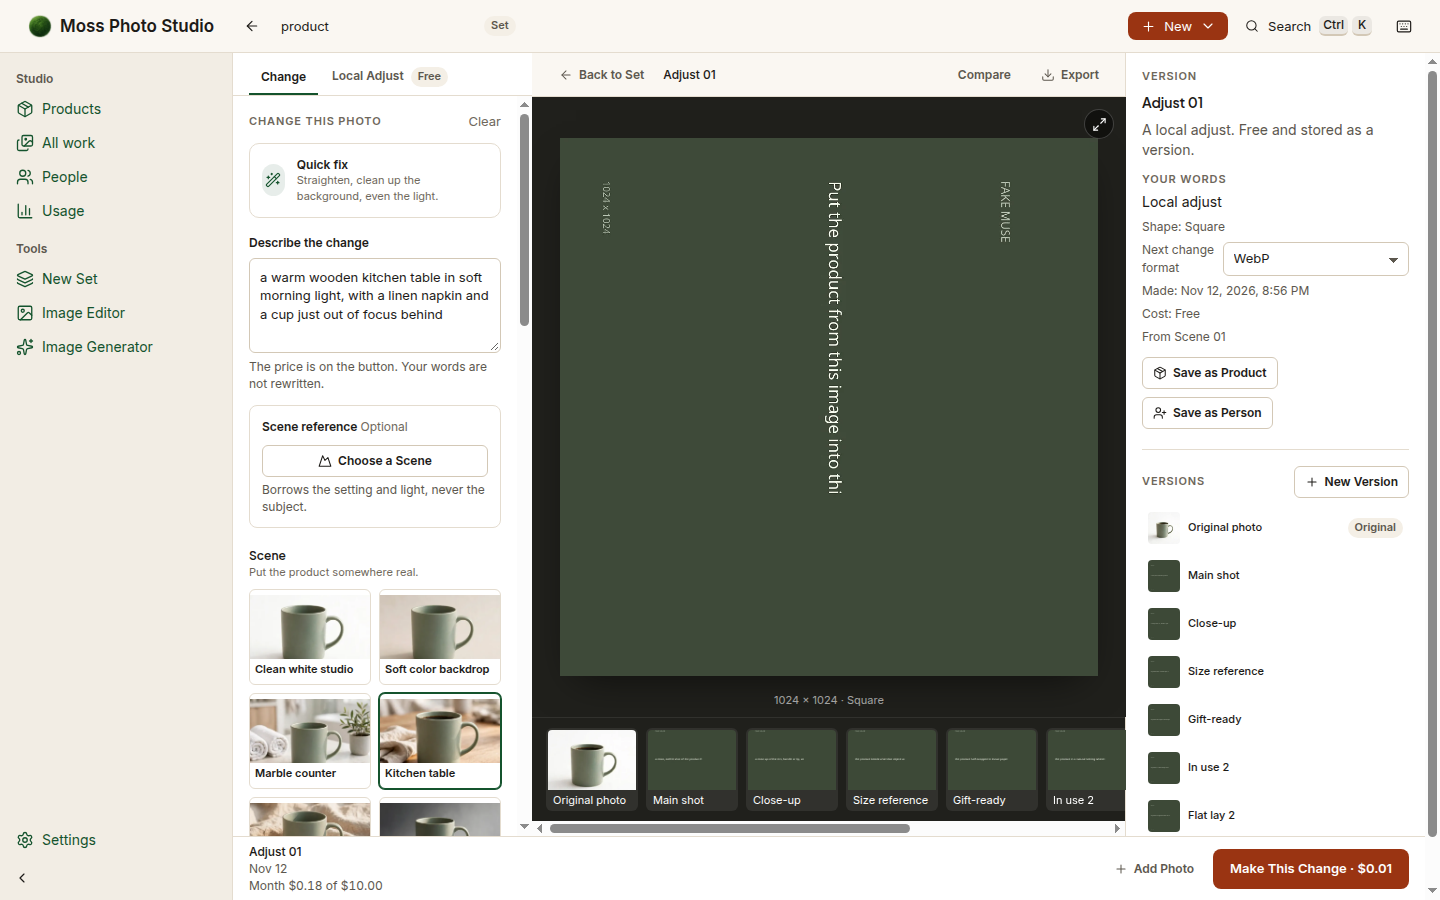 Moss Photo Studio
product
Set
New
Search
Ctrl
K
Studio
Products
All work
People
Usage
Tools
New Set
Image Editor
Image Generator
Settings
Change
Local Adjust
Free
CHANGE THIS PHOTO
Clear
Quick fix
Straighten, clean up the
background, even the light.
Describe the change
a warm wooden kitchen table in soft
morning light, with a linen napkin and
a cup just out of focus behind
The price is on the button. Your words are
not rewritten.
Scene reference Optional
Choose a Scene
Borrows the setting and light, never the
subject.
Scene
Put the product somewhere real.
Clean white studio
Soft color backdrop
Marble counter
Kitchen table
Back to Set
Adjust 01
Compare
Export
1024 x 1024
Put the product from this image into thi
FAKE MUSE
1024 × 1024 · Square
Original photo
Main shot
Close-up
Size reference
Gift-ready
In use 2
VERSION
Adjust 01
A local adjust. Free and stored as a
version.
YOUR WORDS
Local adjust
Shape: Square
Next change
format
WebP
Made: Nov 12, 2026, 8:56 PM
Cost: Free
From Scene 01
Save as Product
Save as Person
VERSIONS
New Version
Original photo
Original
Main shot
Close-up
Size reference
Gift-ready
In use 2
Flat lay 2
Adjust 01
Nov 12
Month $0.18 of $10.00
Add Photo
Make This Change · $0.01